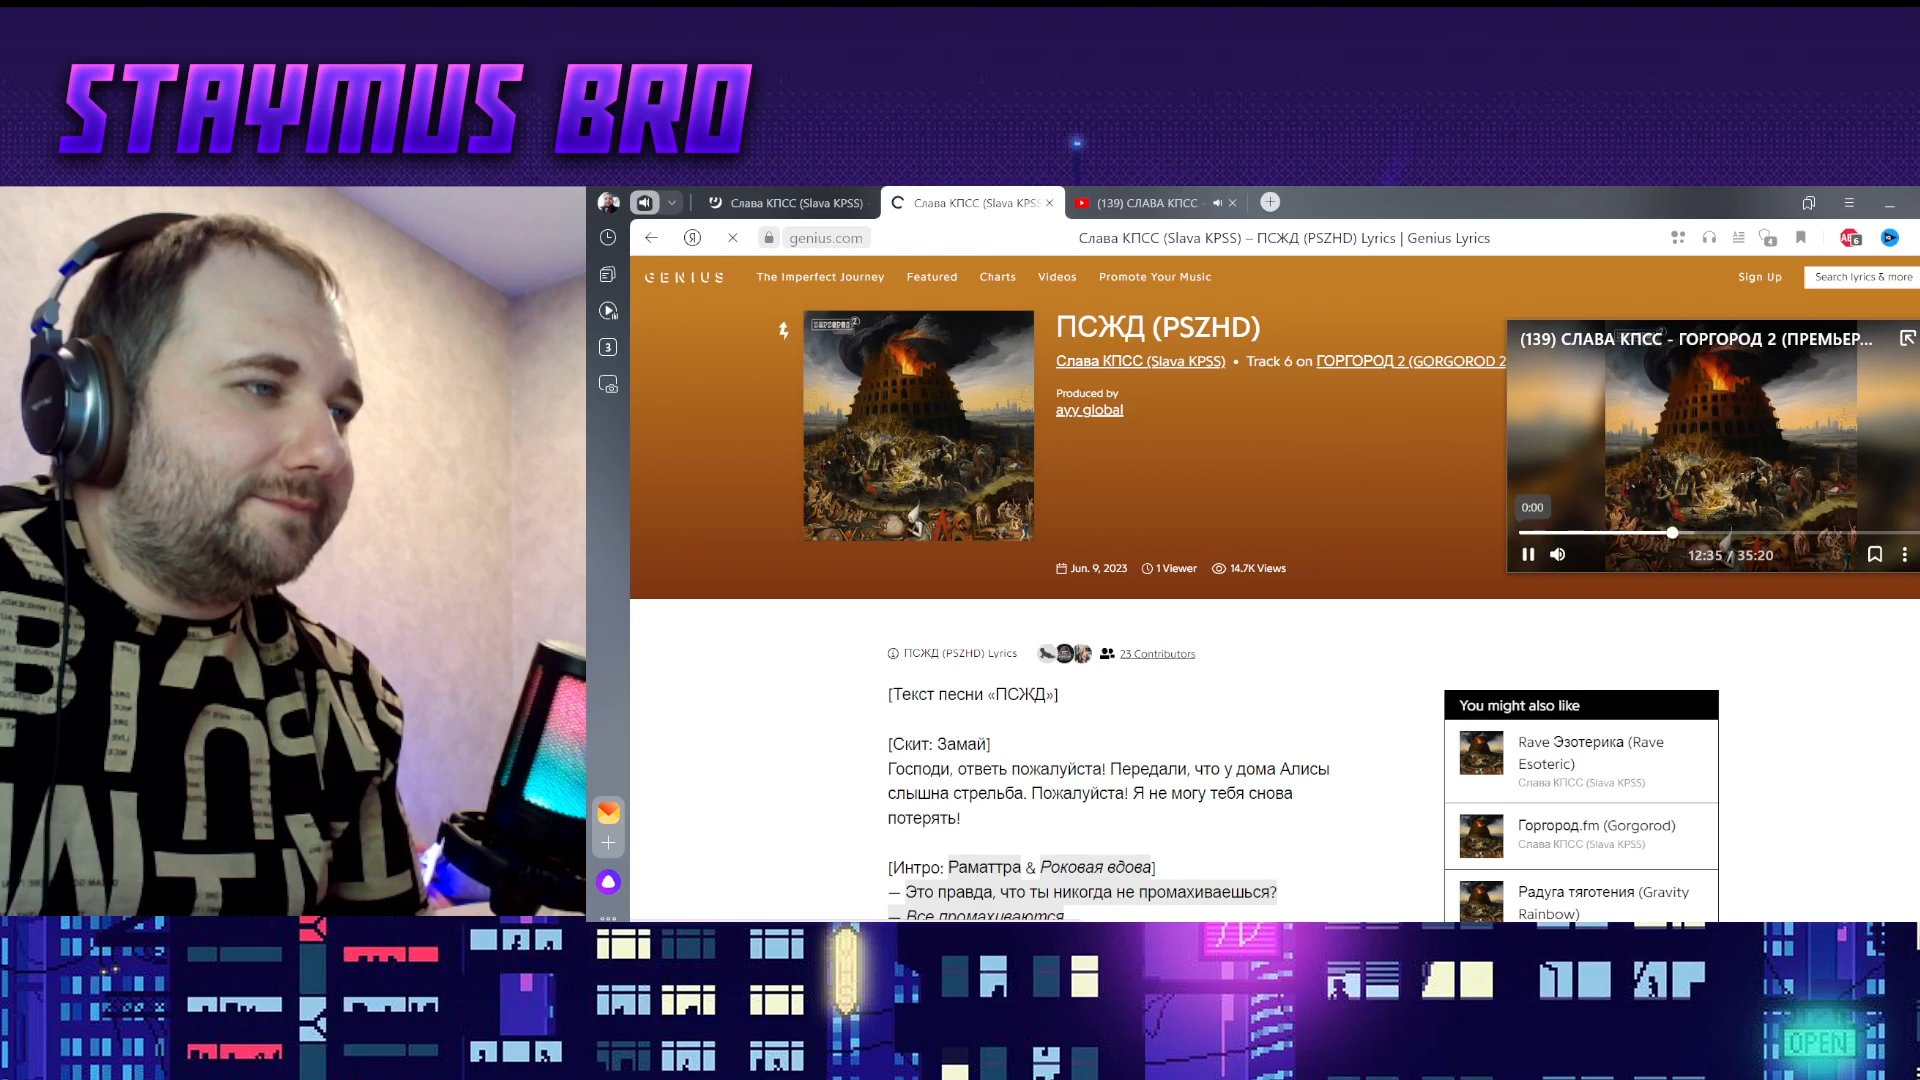 STAYMUS BRO
Слава КПСС (Slava KPSS)
Слава КПСС (Slava KPS
(139) СЛАВА КПСС
genius.com
Слава КПСС (Slava KPSS) – ПСЖД (PSZHD) Lyrics | Genius Lyrics
4
6
3
GENIUS
The Imperfect Journey
Featured
Charts
Videos
Promote Your Music
Sign Up
Search lyrics & more
ПСЖД (PSZHD)
Слава КПСС (Slava KPSS) • Track 6 on ГОРГОРОД 2 (GORGOROD 2
Produced by
ayy global
Jun. 9, 2023
1 Viewer
14.7K Views
(139) СЛАВА КПСС - ГОРГОРОД 2 (ПРЕМЬЕР...
0:00
12:35 / 35:20
ПСЖД (PSZHD) Lyrics
23 Contributors
[Текст песни «ПСЖД»]
[Скит: Замай]
Господи, ответь пожалуйста! Передали, что у дома Алисы
слышна стрельба. Пожалуйста! Я не могу тебя снова
потерять!
[Интро: Раматтра & Роковая вдова]
— Это правда, что ты никогда не промахиваешься?
— Все промахиваются
You might also like
Rave Эзотерика (Rave
Esoteric)
Слава КПСС (Slava KPSS)
Горгород.fm (Gorgorod)
Слава КПСС (Slava KPSS)
Радуга тяготения (Gravity
Rainbow)
OPEN